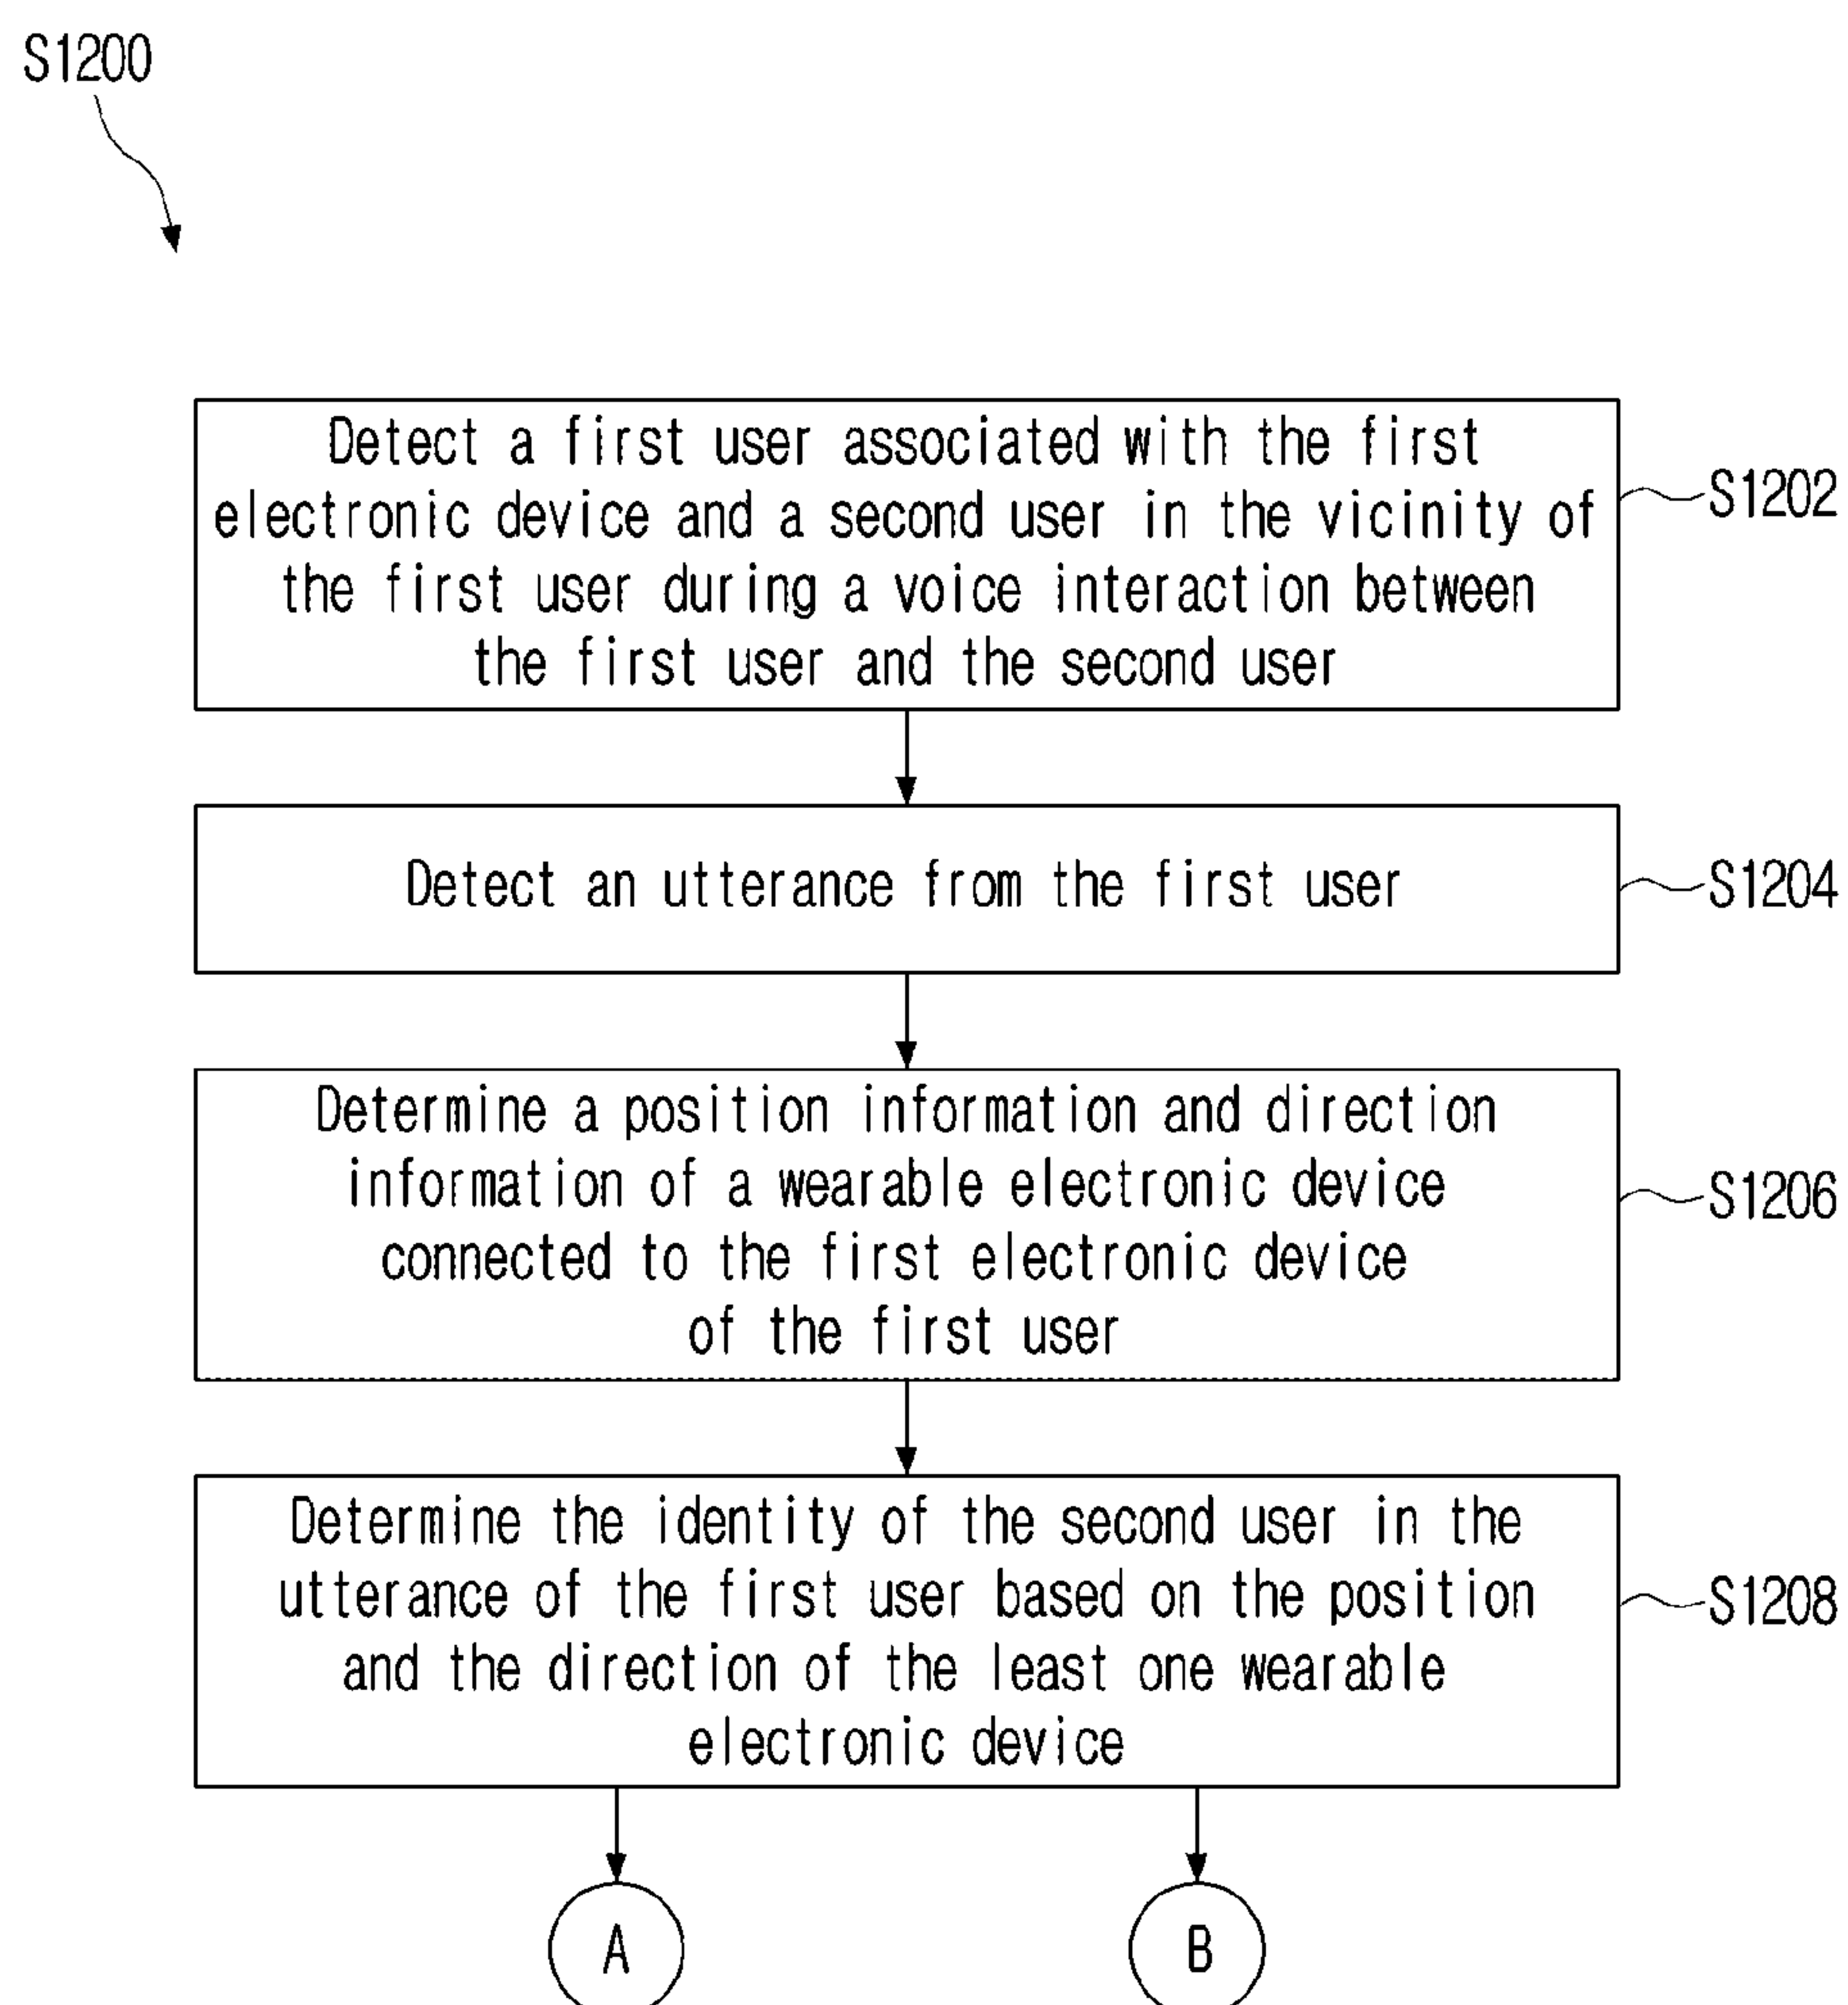 S1200
Detect a first user associated with the first
electronic device and a second user in the vicinity of
the first user during a voice interaction between
the first user and the second user
S1202
Detect an utterance from the first user
S1204
Determine a position information and direction
information of a wearable electronic device
connected to the first electronic device
of the first user
S1206
Determine the identity of the second user in the
utterance of the first user based on the position
and the direction of the least one wearable
electronic device
S1208
A
B